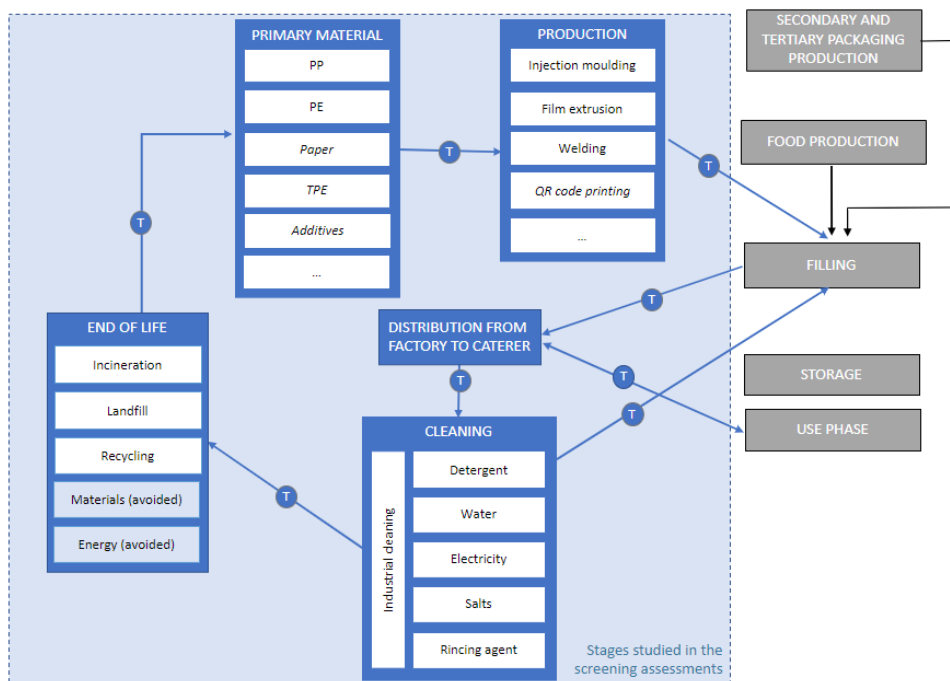 PRIMARY MATERIAL
PP
PE
Paper
TPE
Additives
...
PRODUCTION
Injection moulding
Film extrusion
Welding
QR code printing
...
SECONDARY AND
TERTIARY PACKAGING
PRODUCTION
FOOD PRODUCTION
T
T
T
FILLING
T
END OF LIFE
Incineration
Landfill
Recycling
Materials (avoided)
Energy (avoided)
DISTRIBUTION FROM
FACTORY TO CATERER
T
T
T
STORAGE
USE PHASE
CLEANING
Industrial cleaning
Detergent
Water
Electricity
Salts
Rincing agent
T
Stages studied in the
screening assessments